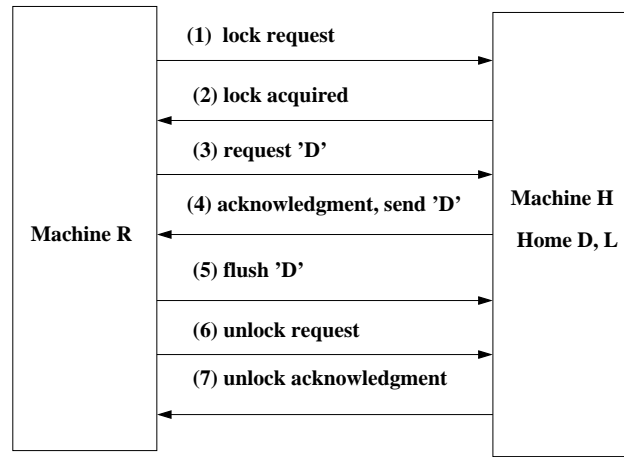 (1) lock request
(2) lock acquired
(3) request 'D'
(4) acknowledgment, send 'D'
Machine R
Machine H
Home D, L
(5) flush 'D'
(6) unlock request
(7) unlock acknowledgment